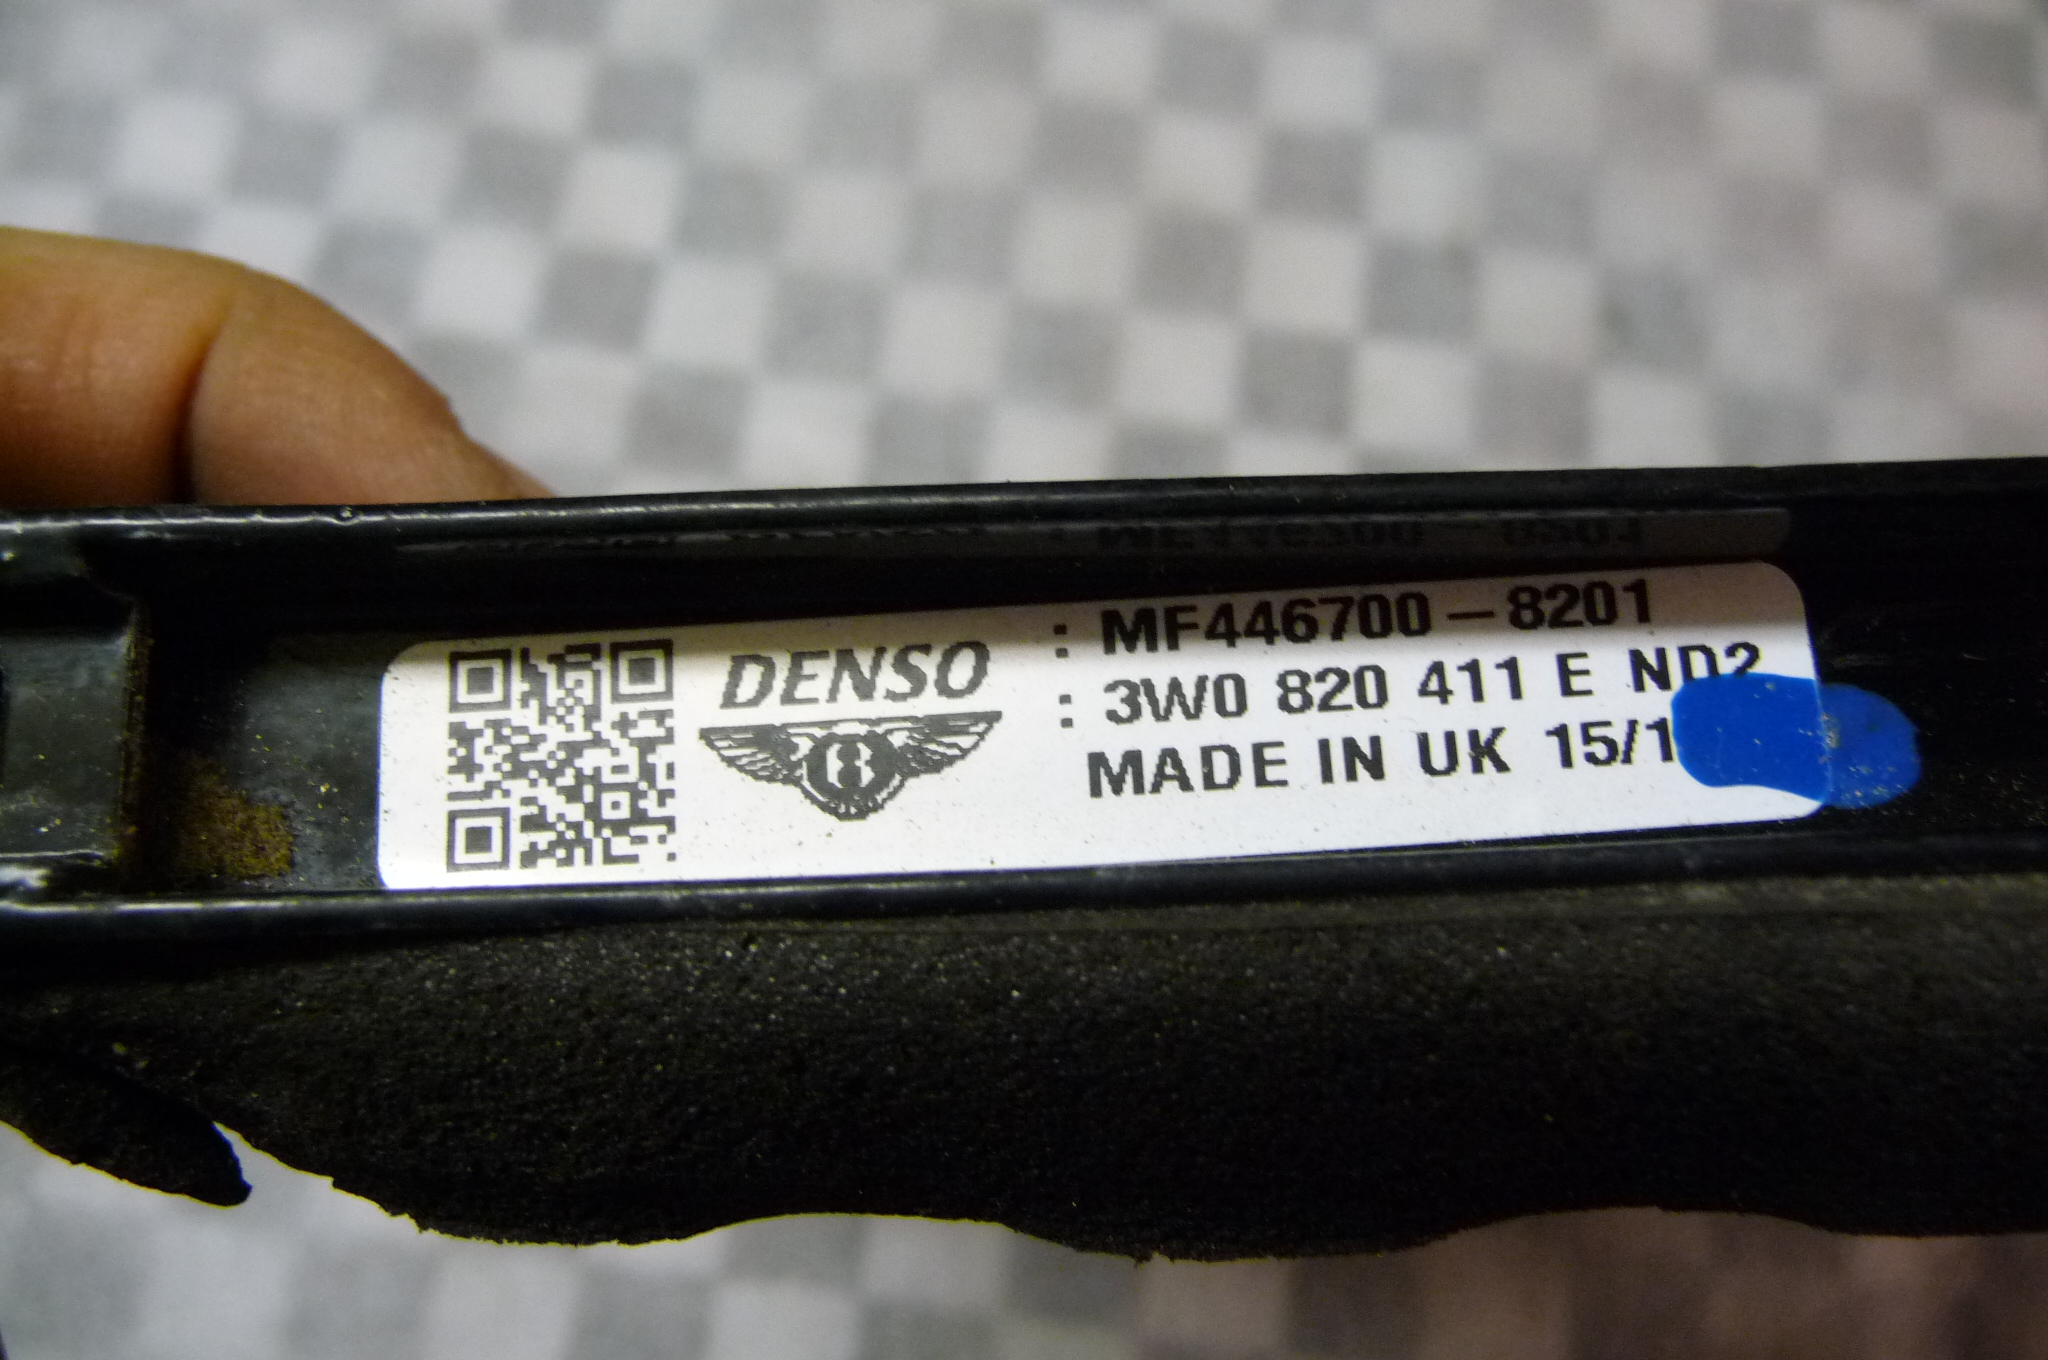 DENSO : MF446700-8201
: 3W0 820 411 E ND2
MADE IN UK 15/1